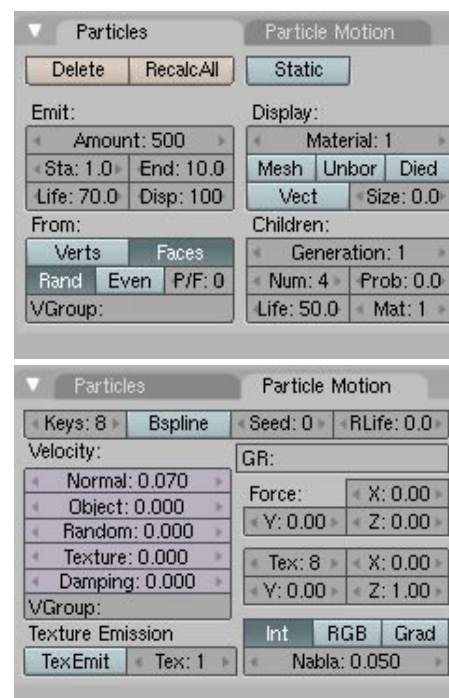 Particles Particle Motion
Delete RecalcAll Static
Emit: Display:
Amount: 500 Material: 1
Sta: 1.0 End: 10.0 Mesh Unbor Died
Life: 70.0 Disp: 100 Vect Size: 0.0
From: Children:
Verts Faces Generation: 1
Rand Even P/F: 0 Num: 4 Prob: 0.0
VGroup: Life: 50.0 Mat: 1
Particles Particle Motion
Keys: 8 Bspline Seed: 0 RLife: 0.0
Velocity: GR:
Normal: 0.070
Object: 0.000 Force: X: 0.00
Random: 0.000 Y: 0.00 Z: 0.00
Texture: 0.000 Tex: 8 X: 0.00
Damping: 0.000 Y: 0.00 Z: 1.00
VGroup:
Texture Emission Int RGB Grad
TexEmit Tex: 1 Nabla: 0.050